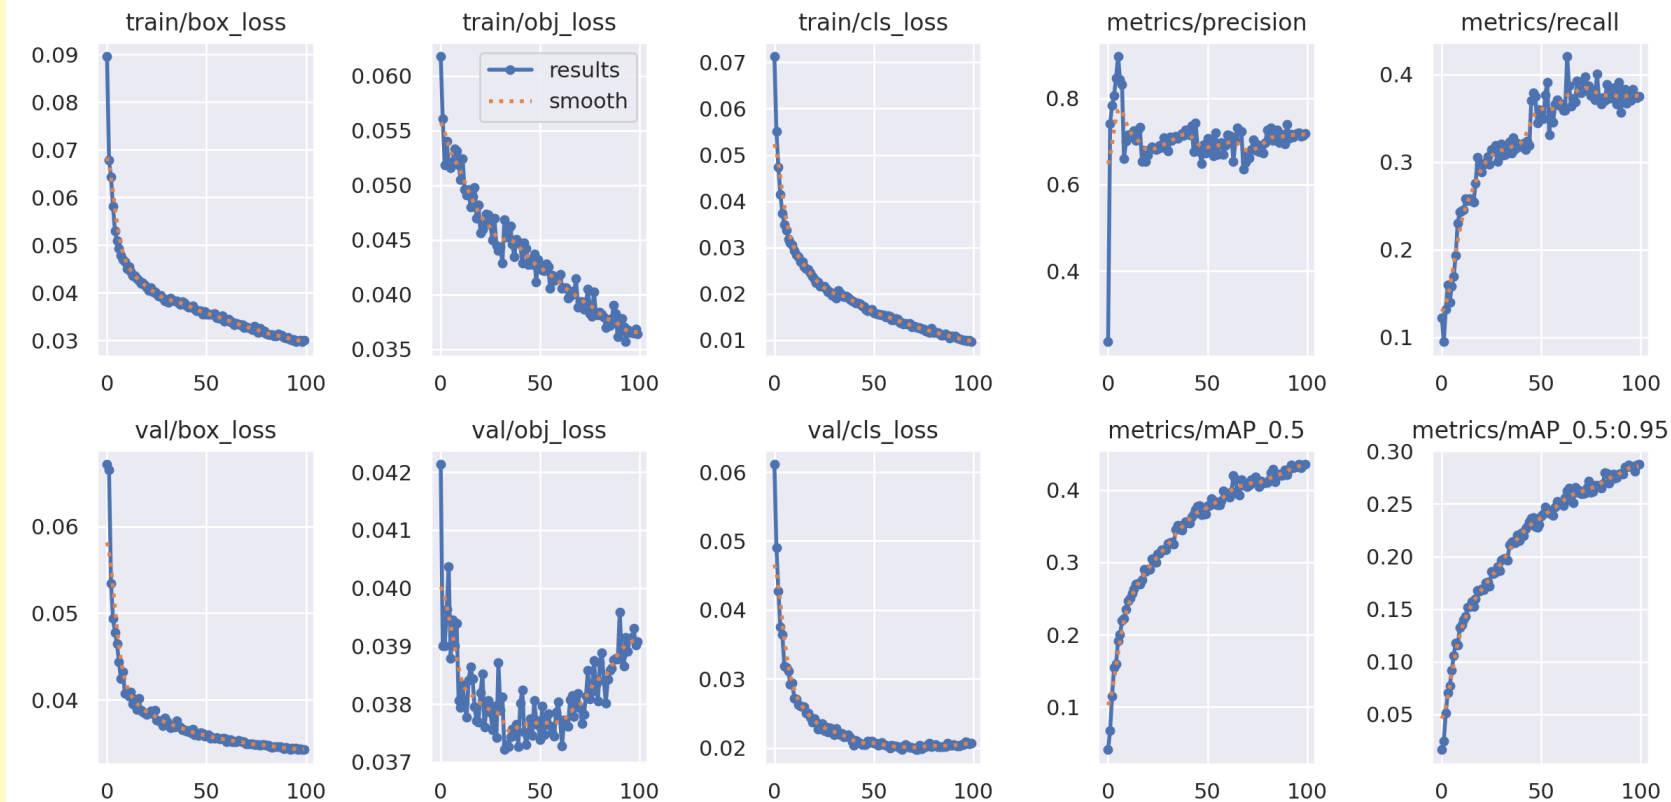 train/box_loss
0.09
0.08
0.07
0.06
0.05
0.04
0.03
0 50 100
train/obj_loss
results
smooth
0.060
0.055
0.050
0.045
0.040
0.035
0 50 100
train/cls_loss
0.07
0.06
0.05
0.04
0.03
0.02
0.01
0 50 100
metrics/precision
0.8
0.6
0.4
0 50 100
metrics/recall
0.4
0.3
0.2
0.1
0 50 100
val/box_loss
0.06
0.05
0.04
0 50 100
val/obj_loss
0.042
0.041
0.040
0.039
0.038
0.037
0 50 100
val/cls_loss
0.06
0.05
0.04
0.03
0.02
0 50 100
metrics/mAP_0.5
0.4
0.3
0.2
0.1
0 50 100
metrics/mAP_0.5:0.95
0.30
0.25
0.20
0.15
0.10
0.05
0 50 100